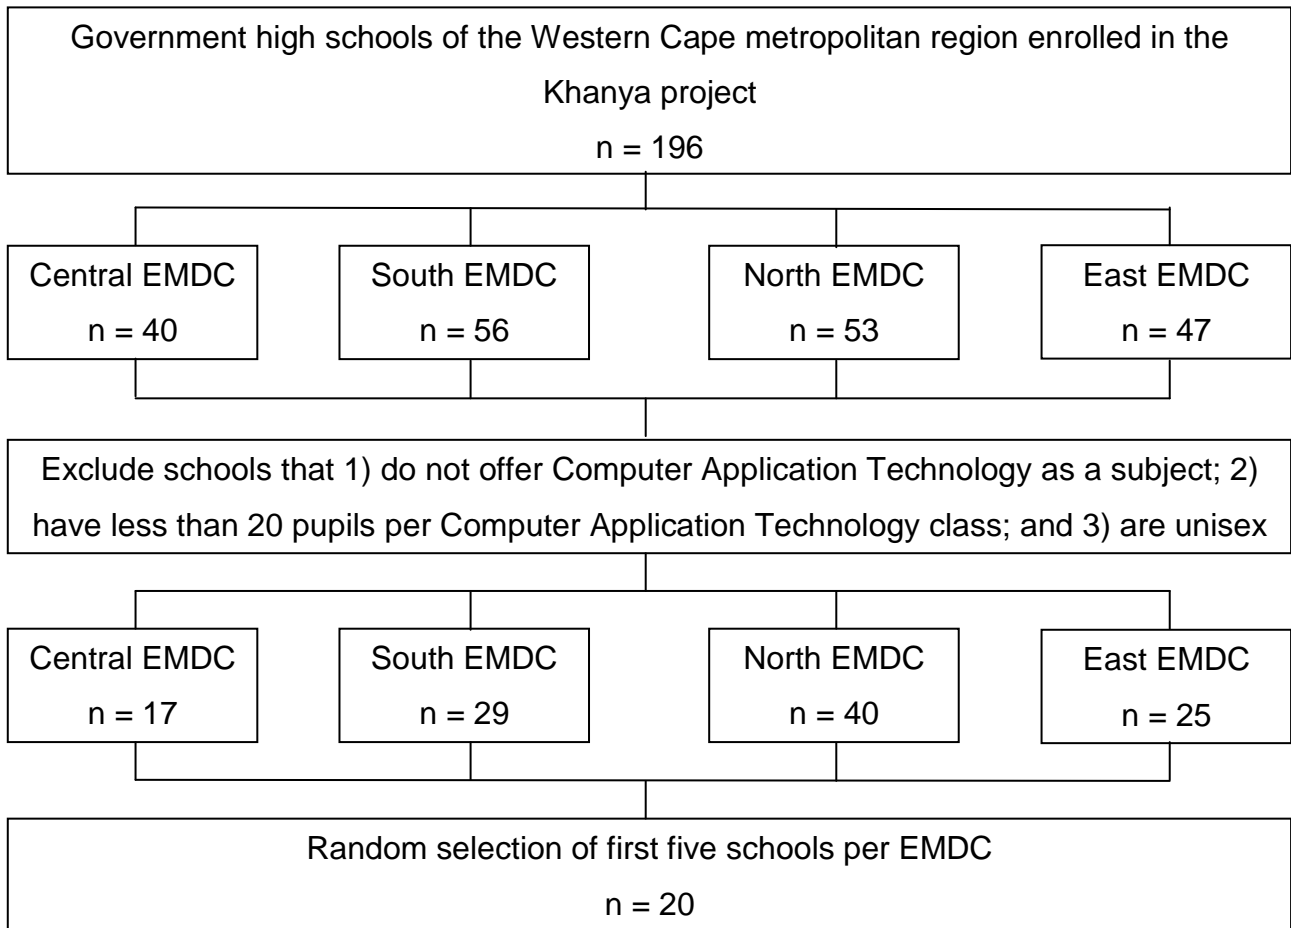 Government high schools of the Western Cape metropolitan region enrolled in the
Khanya project
n = 196
Central EMDC
n = 40
South EMDC
n = 56
North EMDC
n = 53
East EMDC
n = 47
Exclude schools that 1) do not offer Computer Application Technology as a subject; 2)
have less than 20 pupils per Computer Application Technology class; and 3) are unisex
Central EMDC
n = 17
South EMDC
n = 29
North EMDC
n = 40
East EMDC
n = 25
Random selection of first five schools per EMDC
n = 20